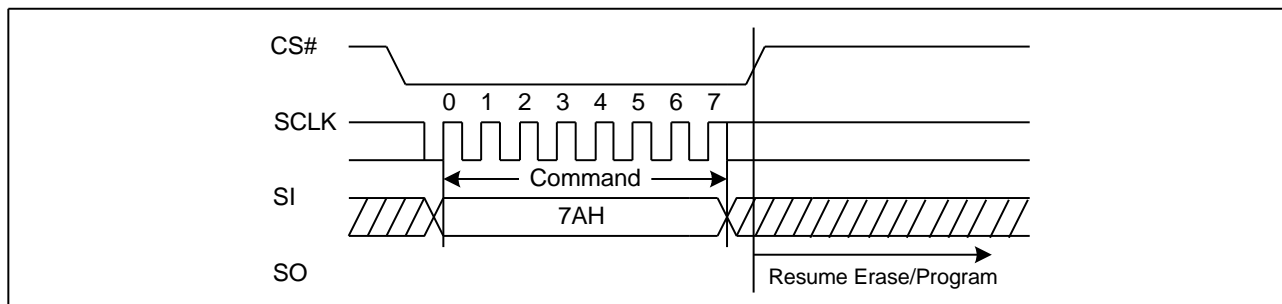 CS#
0 1 2 3 4 5 6 7
SCLK
Command
SI
7AH
SO
Resume Erase/Program